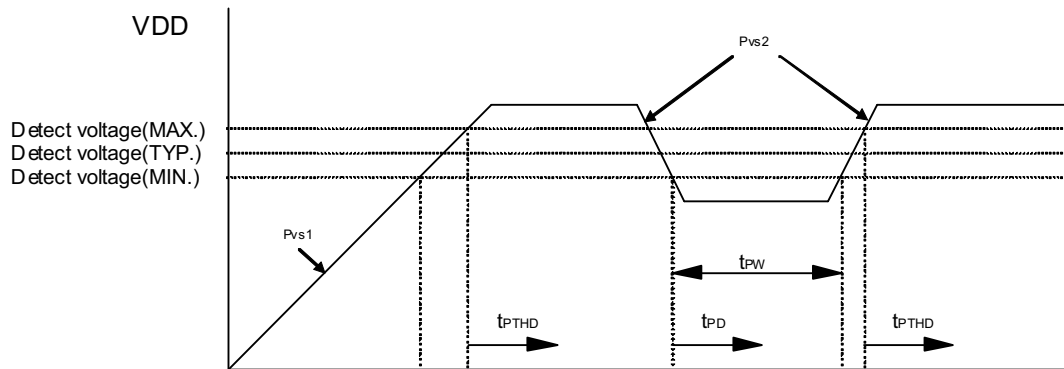 VDD
Pvs2
Detect voltage(MAX.)
Detect voltage(TYP.)
Detect voltage(MIN.)
Pvs1
tPW
tPTHD
tPD
tPTHD